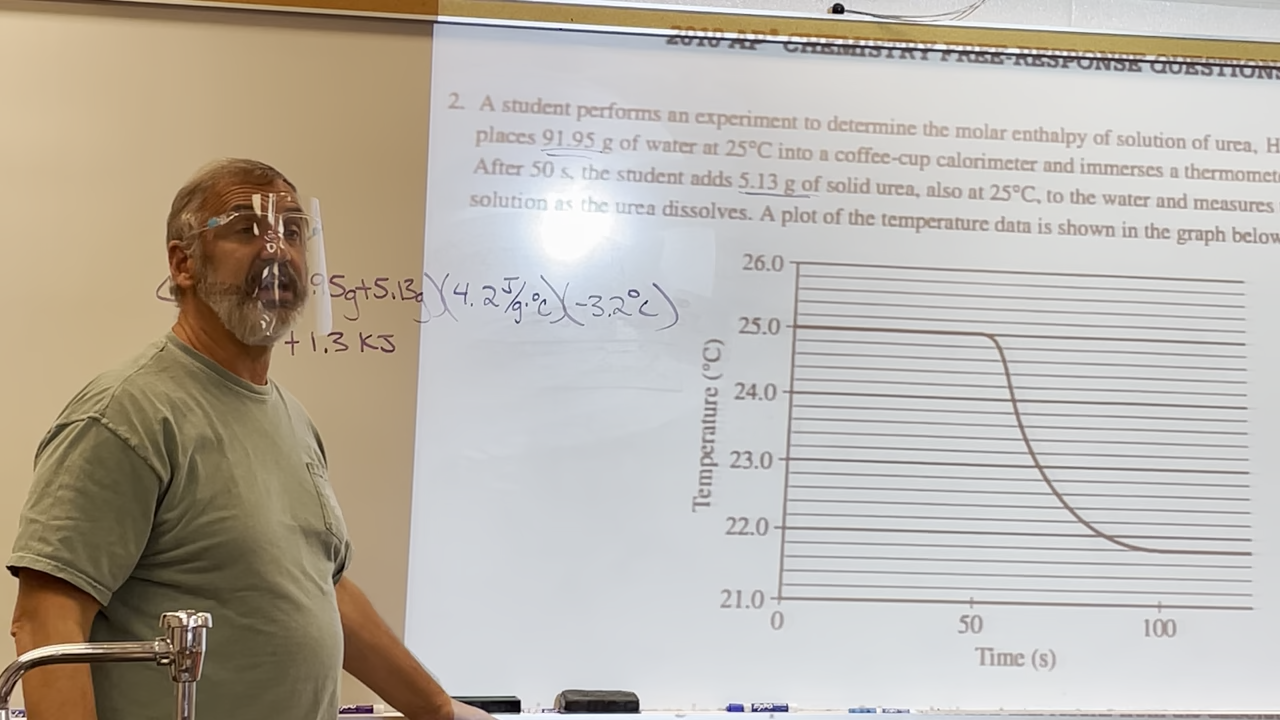 2010 AP® CHEMISTRY FREE-RESPONSE QUESTIONS
2. A student performs an experiment to determine the molar enthalpy of solution of urea, H
places 91.95 g of water at 25°C into a coffee-cup calorimeter and immerses a thermomet
After 50 s, the student adds 5.13 g of solid urea, also at 25°C, to the water and measures
solution as the urea dissolves. A plot of the temperature data is shown in the graph below
95g+5.13g)(4.2 J/g·°C)(-3.2°C)
+1.3 KJ
Temperature (°C)
26.0
25.0
24.0
23.0
22.0
21.0
0
50
100
Time (s)
EXPO